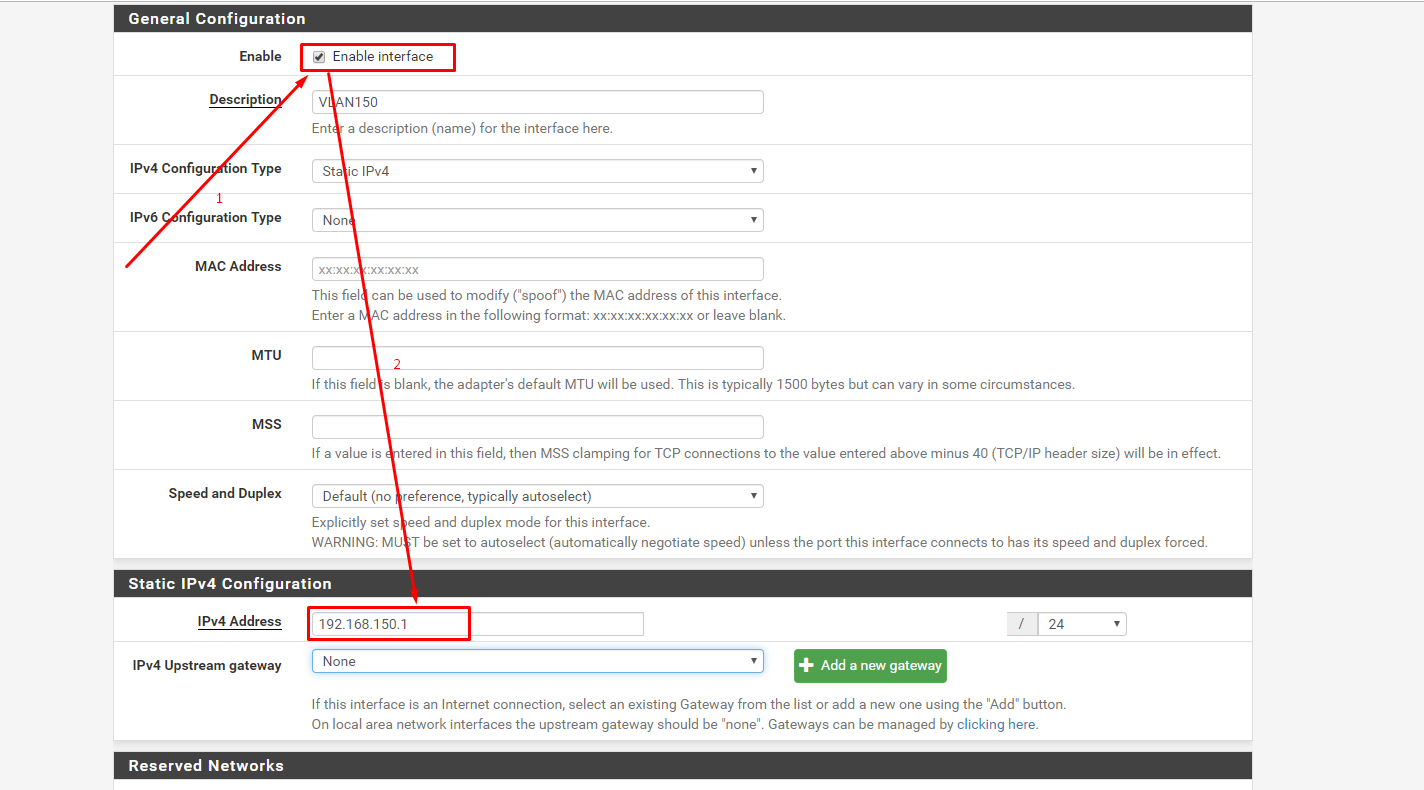 General Configuration
Enable
Enable interface
Description
VLAN150
Enter a description (name) for the interface here.
IPv4 Configuration Type
Static IPv4
1
IPv6 Configuration Type
None
MAC Address
xx:xx:xx:xx:xx:xx
This field can be used to modify ("spoof") the MAC address of this interface.
Enter a MAC address in the following format: xx:xx:xx:xx:xx:xx or leave blank.
MTU
2
If this field is blank, the adapter's default MTU will be used. This is typically 1500 bytes but can vary in some circumstances.
MSS
If a value is entered in this field, then MSS clamping for TCP connections to the value entered above minus 40 (TCP/IP header size) will be in effect.
Speed and Duplex
Default (no preference, typically autoselect)
Explicitly set speed and duplex mode for this interface.
WARNING: MUST be set to autoselect (automatically negotiate speed) unless the port this interface connects to has its speed and duplex forced.
Static IPv4 Configuration
IPv4 Address
192.168.150.1
/
24
IPv4 Upstream gateway
None
Add a new gateway
If this interface is an Internet connection, select an existing Gateway from the list or add a new one using the "Add" button.
On local area network interfaces the upstream gateway should be "none". Gateways can be managed by clicking here.
Reserved Networks